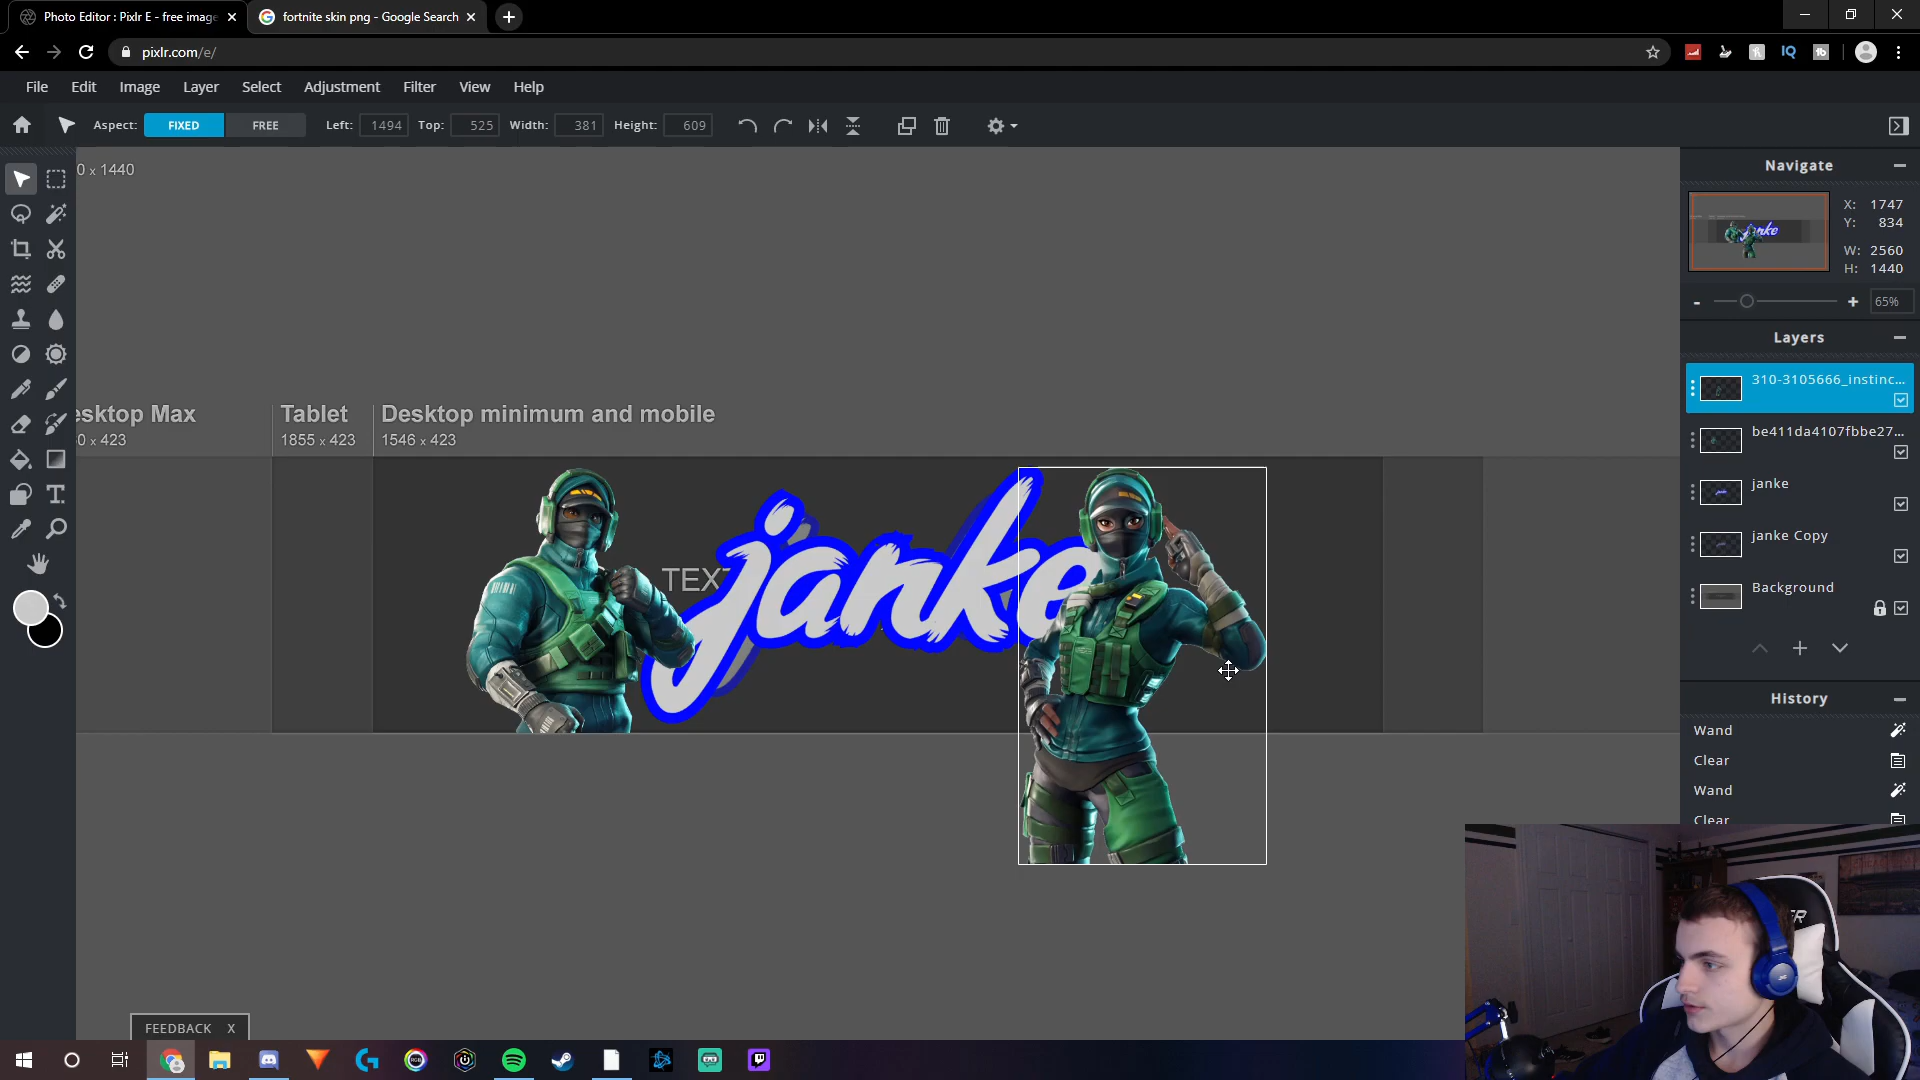 Photo Editor : Pixlr E - free image
fortnite skin png - Google Search
pixlr.com/e/
File Edit Image Layer Select Adjustment Filter View Help
Aspect: FIXED FREE Left: 1494 Top: 525 Width: 381 Height: 609
0 x 1440
Navigate
X: 1747
Y: 834
W: 2560
H: 1440
- + 65%
Layers
310-3105666_instinc...
be411da4107fbbe27...
janke
janke Copy
Background
History
Wand
Clear
Wand
Clear
esktop Max
0 x 423
Tablet
1855 x 423
Desktop minimum and mobile
1546 x 423
TEXT
janke
FEEDBACK X